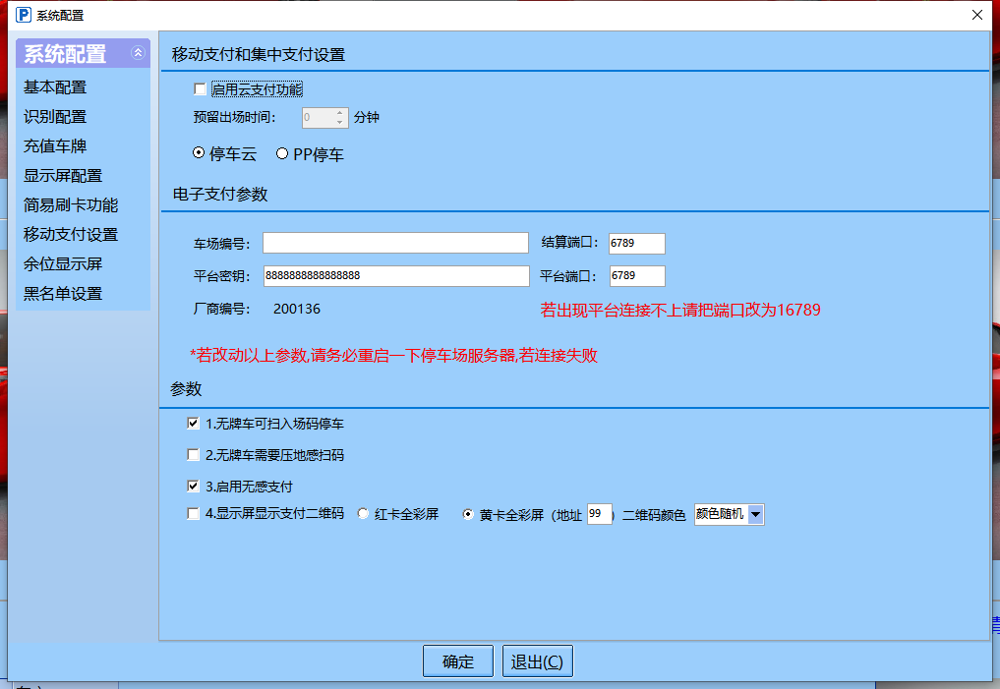 P 系统配置
系统配置
基本配置
识别配置
充值车牌
显示屏配置
简易刷卡功能
移动支付设置
余位显示屏
黑名单设置
移动支付和集中支付设置
启用云支付功能
预留出场时间： 0 分钟
停车云 PP停车
电子支付参数
车场编号： 结算端口： 6789
平台密钥： 8888888888888888 平台端口： 6789
厂商编号： 200136 若出现平台连接不上请把端口改为16789
*若改动以上参数,请务必重启一下停车场服务器,若连接失败
参数
1.无牌车可扫入场码停车
2.无牌车需要压地感扫码
3.启用无感支付
4.显示屏显示支付二维码 红卡全彩屏 黄卡全彩屏（地址 99 ） 二维码颜色 颜色随机
确定 退出(C)